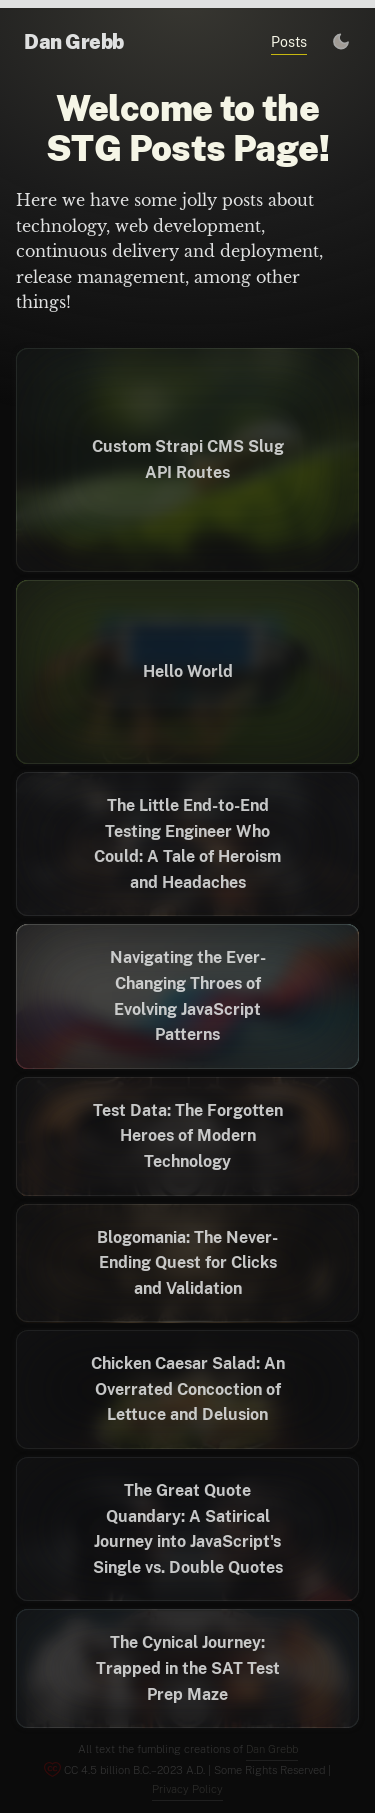 Dan Grebb
Posts
Welcome to the
STG Posts Page!
Here we have some jolly posts about
technology, web development,
continuous delivery and deployment,
release management, among other
things!
Custom Strapi CMS Slug
API Routes
Hello World
The Little End-to-End
Testing Engineer Who
Could: A Tale of Heroism
and Headaches
Navigating the Ever-
Changing Throes of
Evolving JavaScript
Patterns
Test Data: The Forgotten
Heroes of Modern
Technology
Blogomania: The Never-
Ending Quest for Clicks
and Validation
Chicken Caesar Salad: An
Overrated Concoction of
Lettuce and Delusion
The Great Quote
Quandary: A Satirical
Journey into JavaScript's
Single vs. Double Quotes
The Cynical Journey:
Trapped in the SAT Test
Prep Maze
All text the fumbling creations of Dan Grebb
CC 4.5 billion B.C.-2023 A.D. | Some Rights Reserved |
Privacy Policy